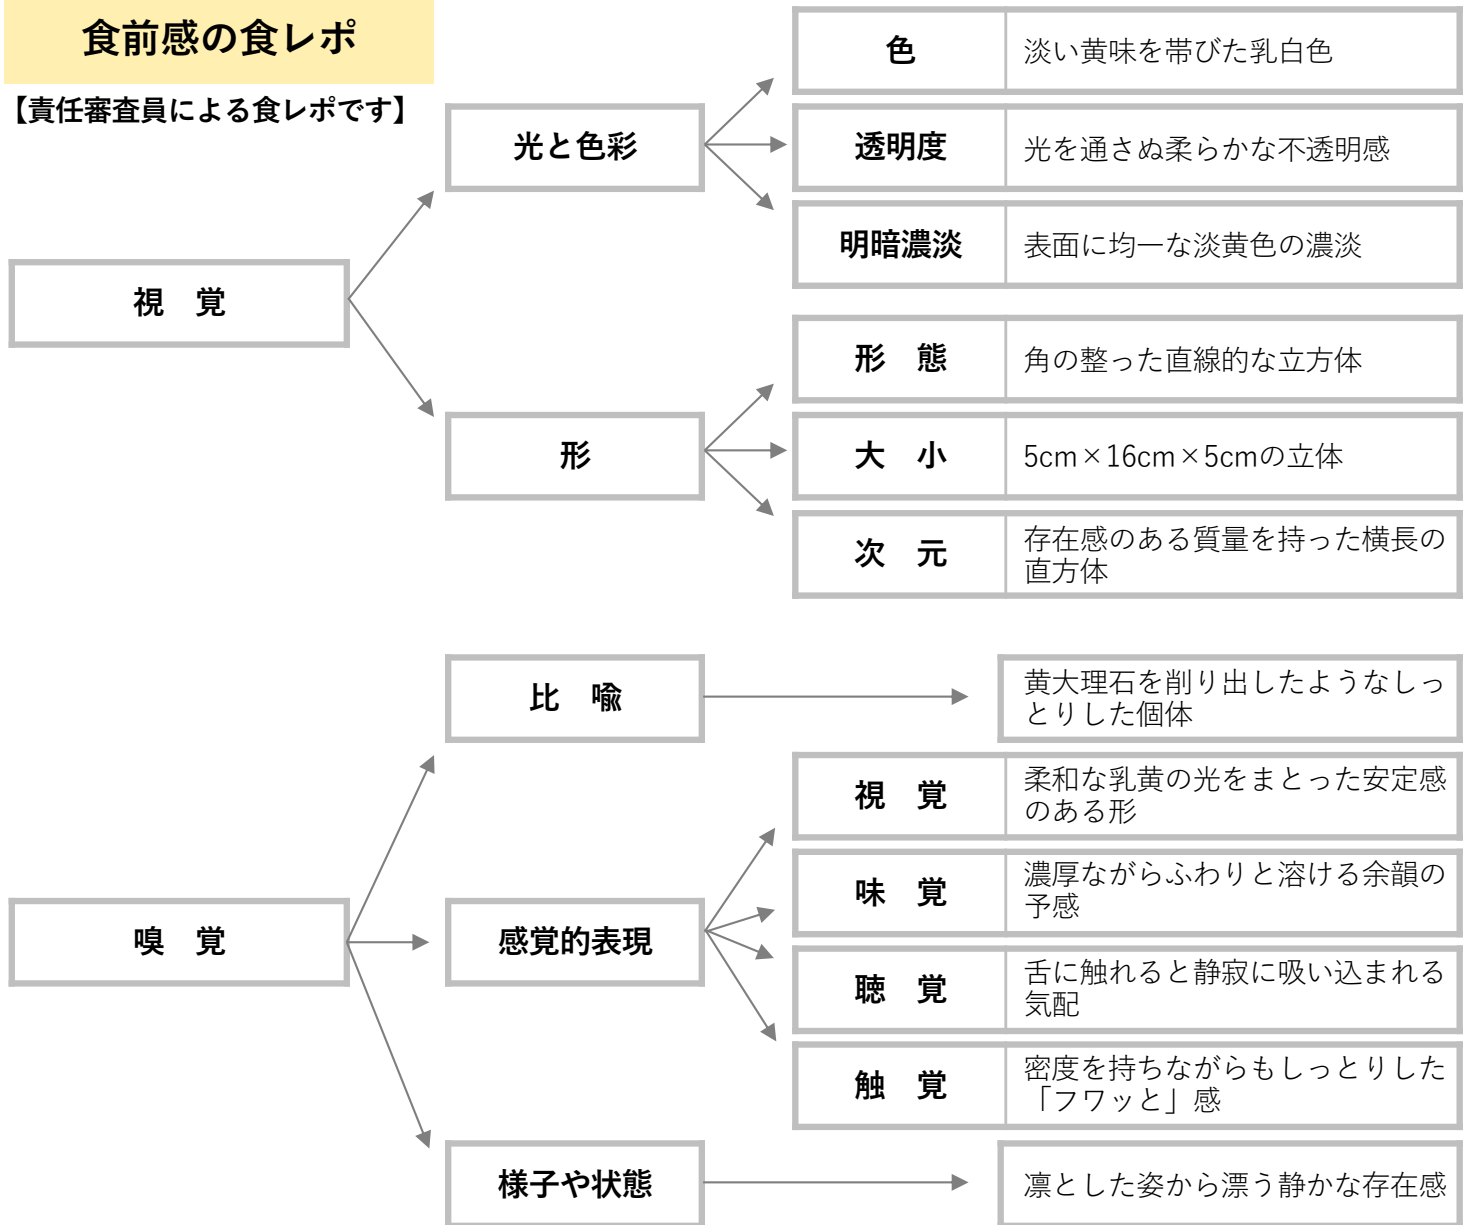 食前感の食レポ
【責任審査員による食レポです】
視　覚
光と色彩
色
淡い黄味を帯びた乳白色
透明度
光を通さぬ柔らかな不透明感
明暗濃淡
表面に均一な淡黄色の濃淡
形
形　態
角の整った直線的な立方体
大　小
5cm×16cm×5cmの立体
次　元
存在感のある質量を持った横長の
直方体
嗅　覚
比　喩
黄大理石を削り出したようなしっ
とりした個体
感覚的表現
視　覚
柔和な乳黄の光をまとった安定感
のある形
味　覚
濃厚ながらふわりと溶ける余韻の
予感
聴　覚
舌に触れると静寂に吸い込まれる
気配
触　覚
密度を持ちながらもしっとりした
「フワッと」感
様子や状態
凛とした姿から漂う静かな存在感